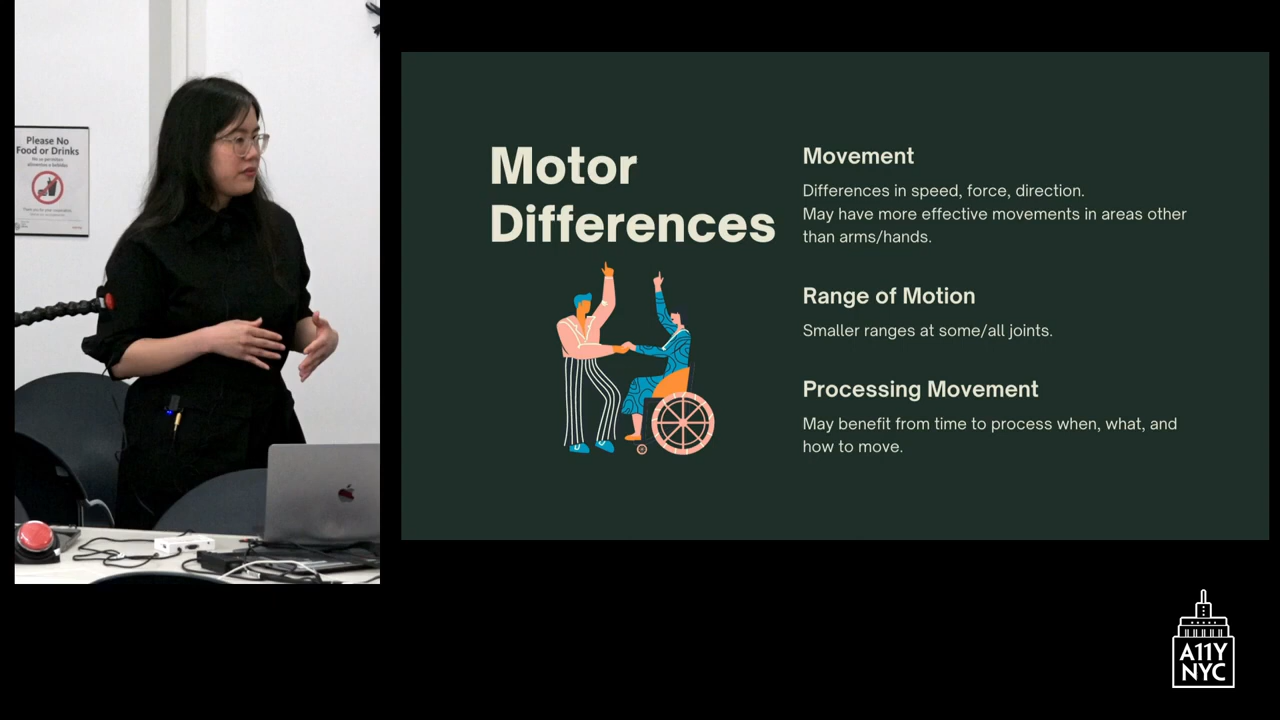 Please No
Food or Drinks
Motor
Differences
Movement
Differences in speed, force, direction.
May have more effective movements in areas other
than arms/hands.
Range of Motion
Smaller ranges at some/all joints.
Processing Movement
May benefit from time to process when, what, and
how to move.
A11Y
NYC